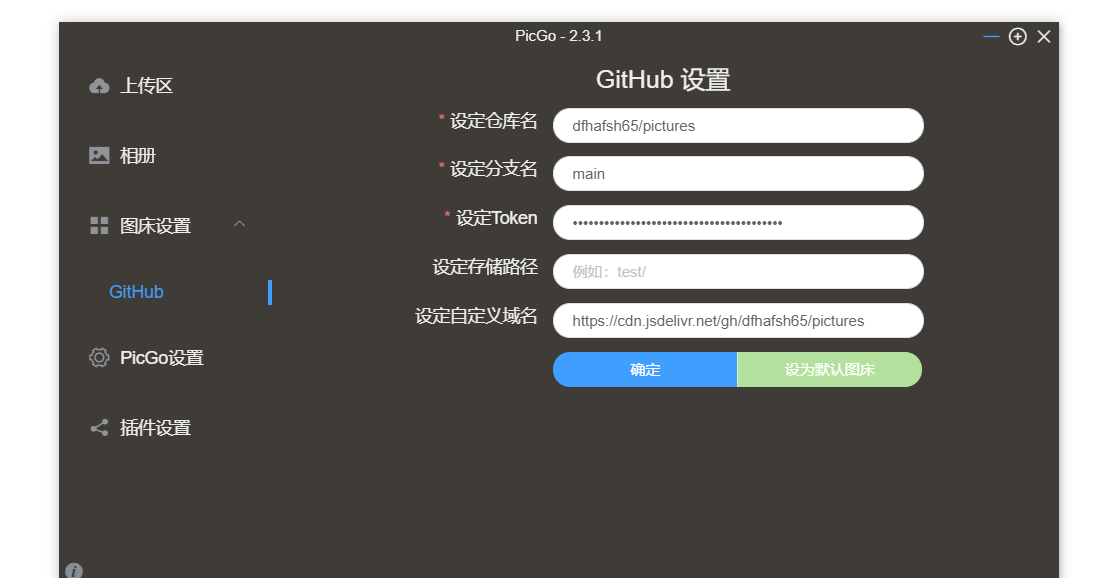 PicGo - 2.3.1
上传区
相册
图床设置
GitHub
PicGo设置
插件设置
GitHub 设置
* 设定仓库名
dfhafsh65/pictures
* 设定分支名
main
* 设定Token
••••••••••••••••••••••••••••••••••••••••
设定存储路径
例如：test/
设定自定义域名
https://cdn.jsdelivr.net/gh/dfhafsh65/pictures
确定
设为默认图床